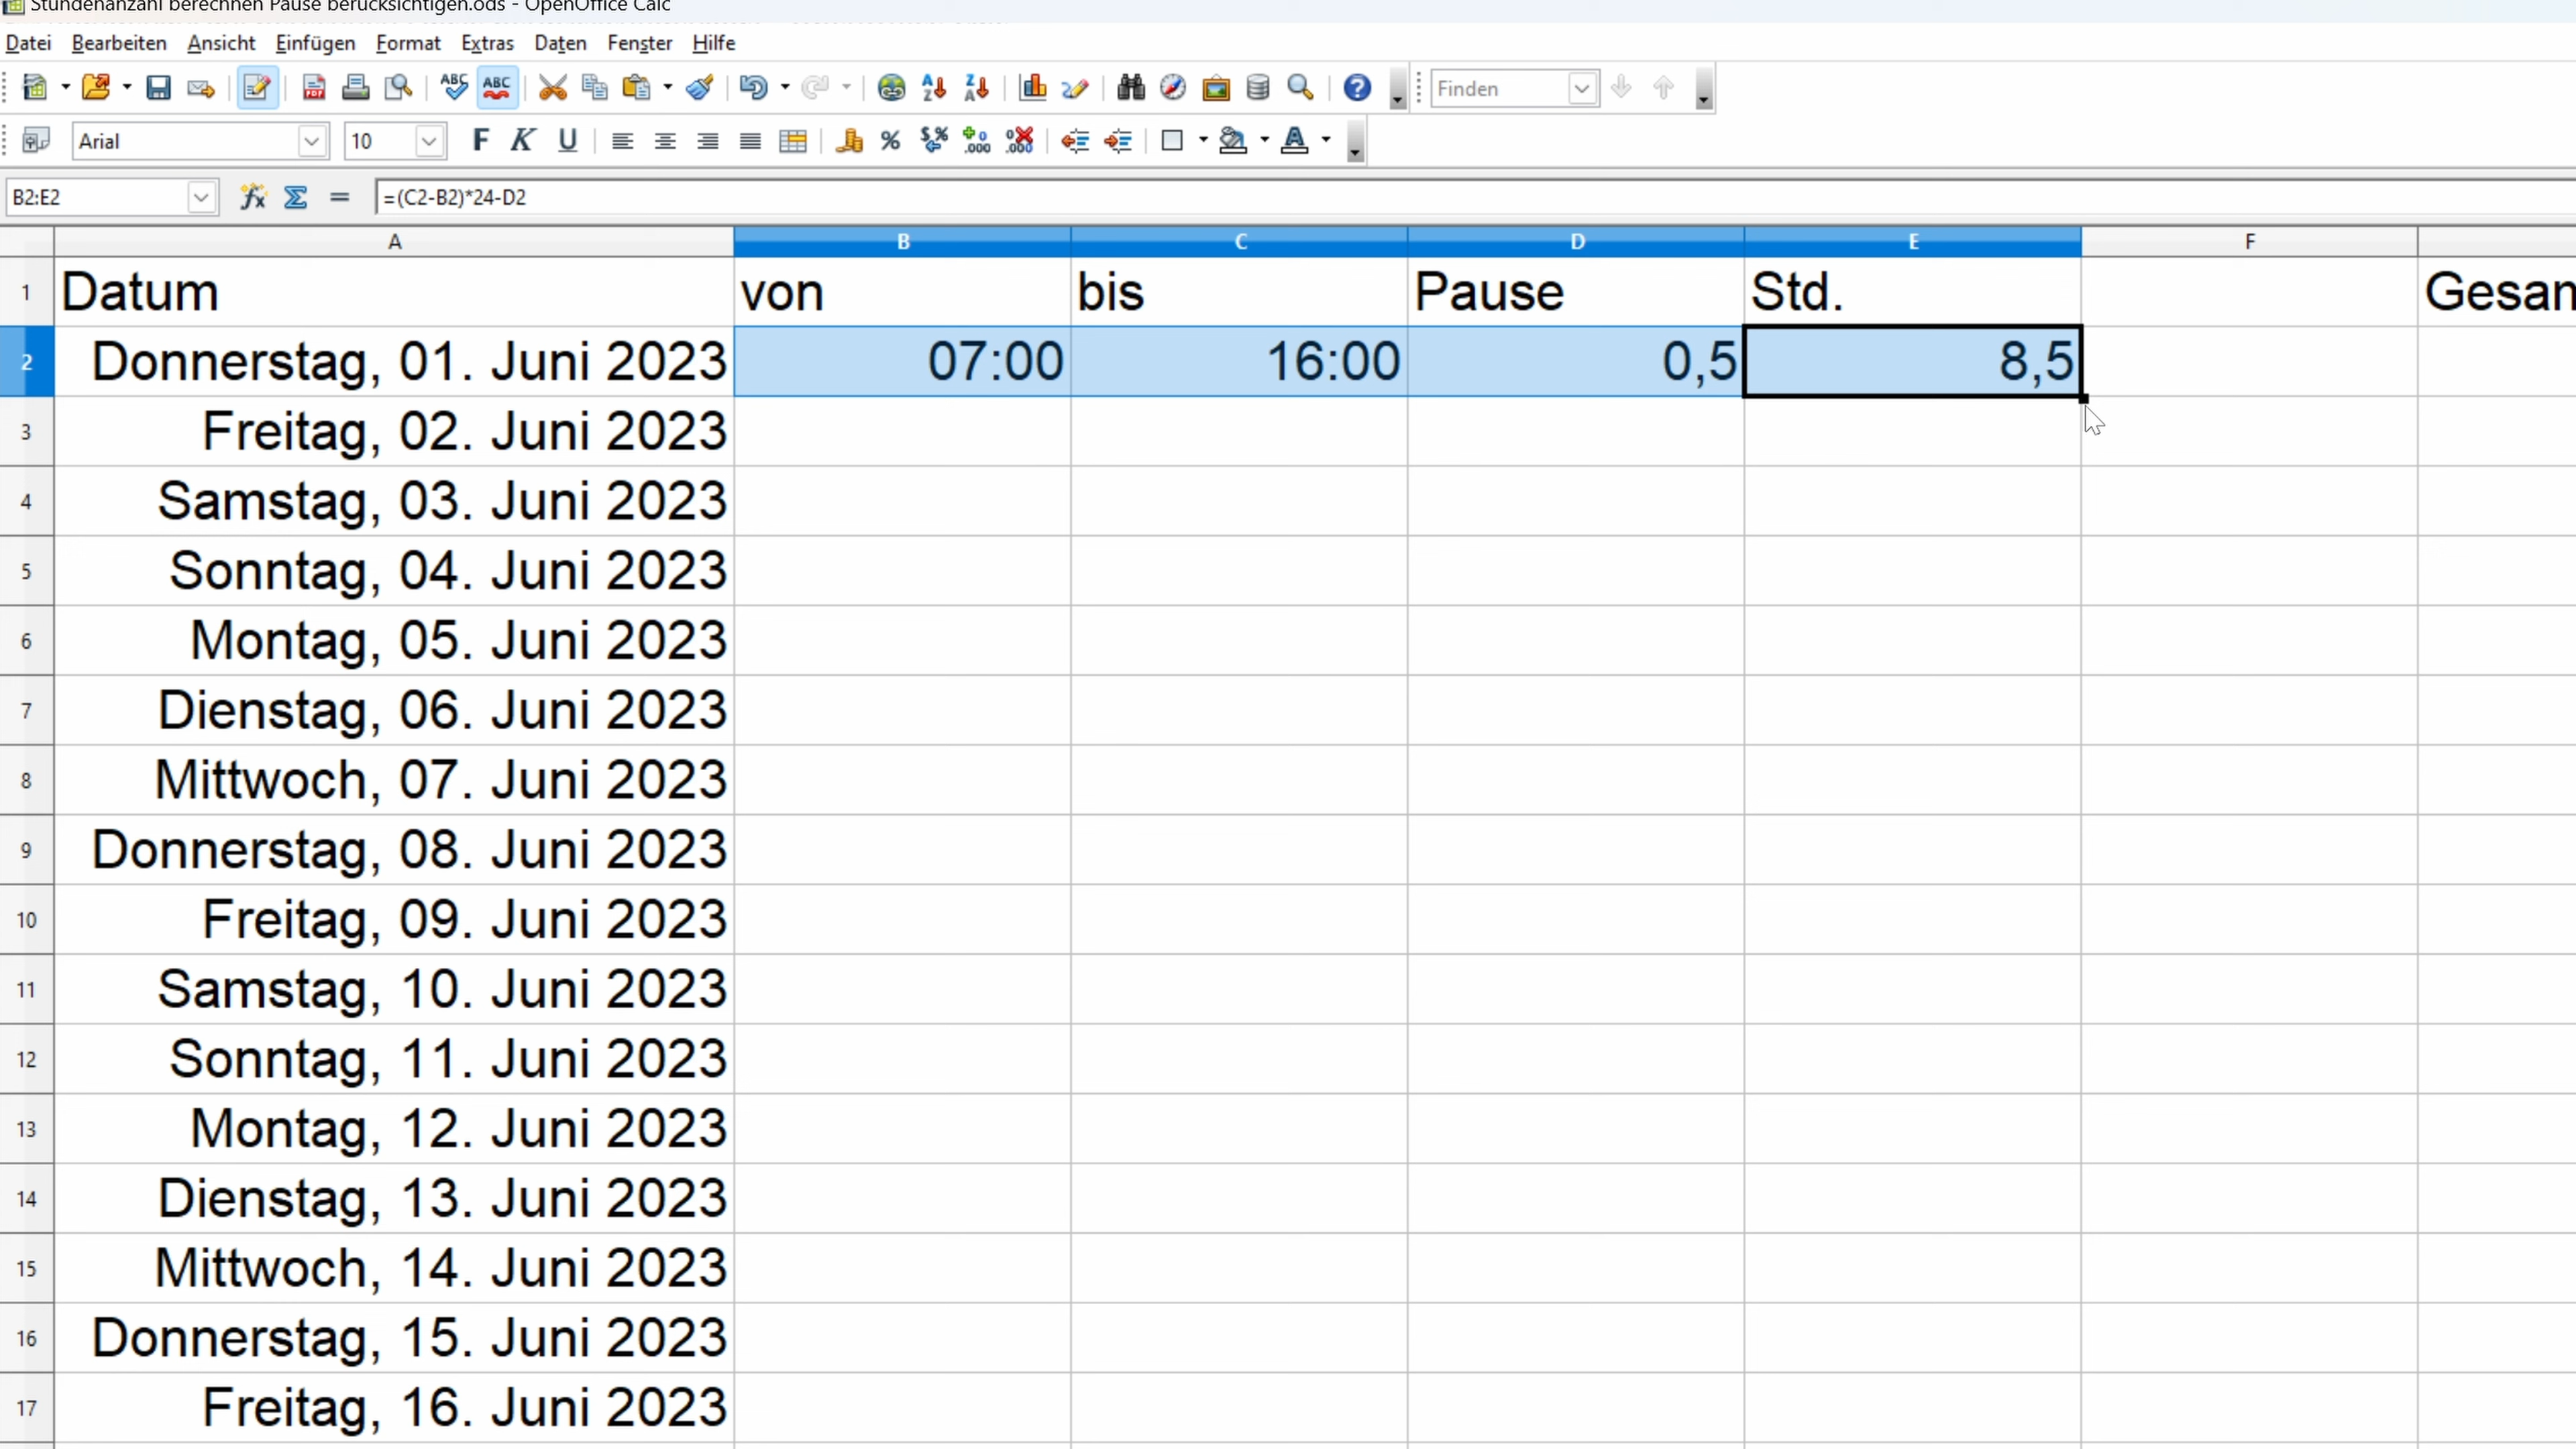 Stundenanzahl berechnen Pause berücksichtigen.ods - OpenOffice Calc
Datei Bearbeiten Ansicht Einfügen Format Extras Daten Fenster Hilfe
Finden
Arial 10 F K U
B2:E2 =(C2-B2)*24-D2
A B C D E F
1 Datum von bis Pause Std. Gesam
2 Donnerstag, 01. Juni 2023 07:00 16:00 0,5 8,5
3 Freitag, 02. Juni 2023
4 Samstag, 03. Juni 2023
5 Sonntag, 04. Juni 2023
6 Montag, 05. Juni 2023
7 Dienstag, 06. Juni 2023
8 Mittwoch, 07. Juni 2023
9 Donnerstag, 08. Juni 2023
10 Freitag, 09. Juni 2023
11 Samstag, 10. Juni 2023
12 Sonntag, 11. Juni 2023
13 Montag, 12. Juni 2023
14 Dienstag, 13. Juni 2023
15 Mittwoch, 14. Juni 2023
16 Donnerstag, 15. Juni 2023
17 Freitag, 16. Juni 2023